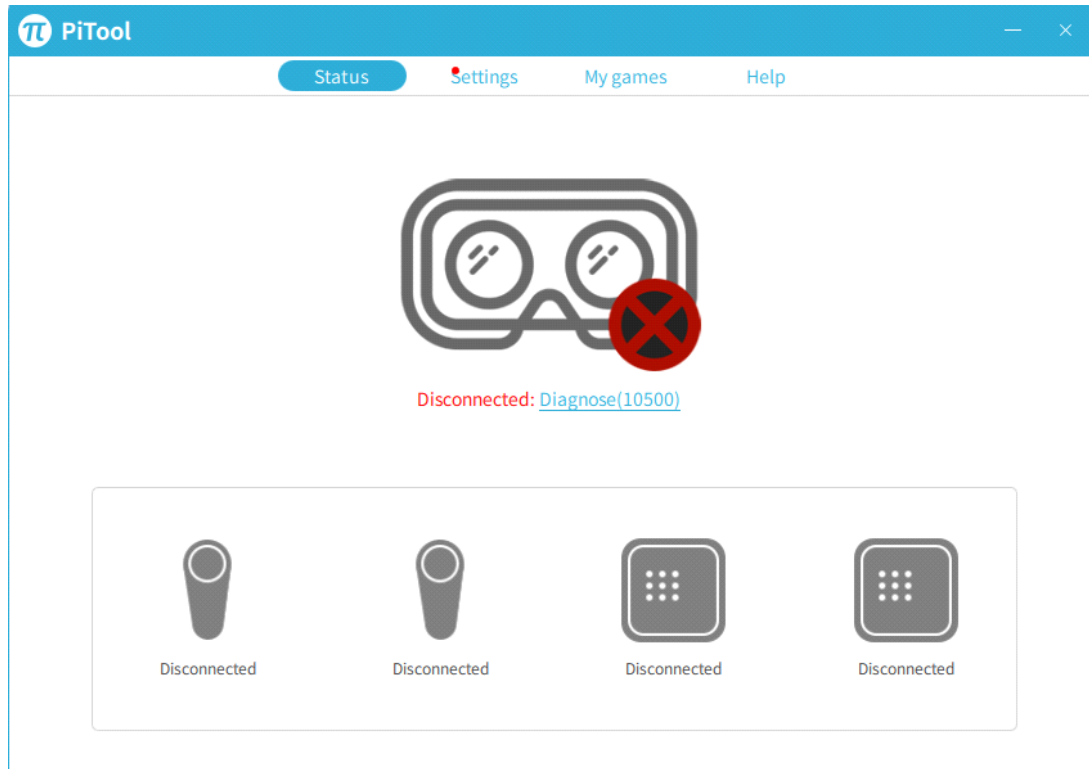 π PiTool
Status Settings My games Help
Disconnected: Diagnose(10500)
Disconnected Disconnected Disconnected Disconnected